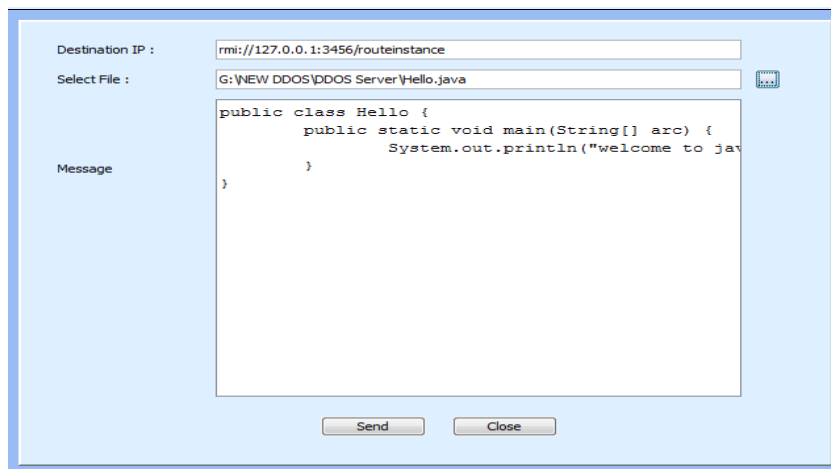 Destination IP : rmi://127.0.0.1:3456/routeinstance
Select File : G:\NEW DDOS\DDOS Server\Hello.java ...
public class Hello {
public static void main(String[] arc) {
System.out.println("welcome to jav
Message
}
}
Send Close